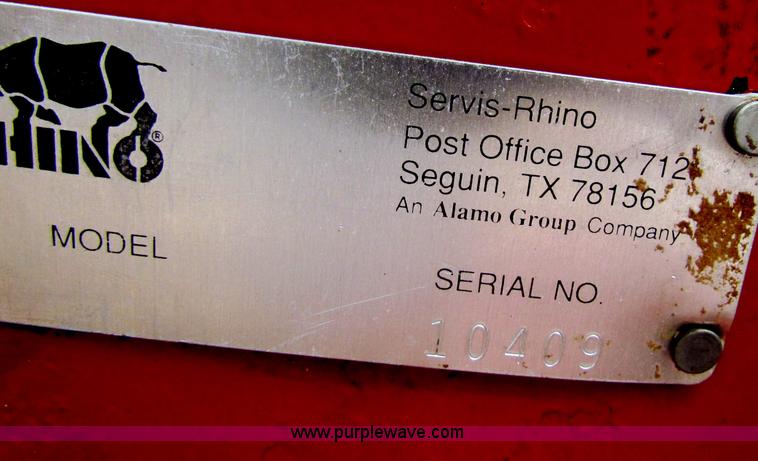 RHINO®
Servis-Rhino
Post Office Box 712
Seguin, TX 78156
An Alamo Group Company
MODEL
SERIAL NO.
10409
www.purplewave.com